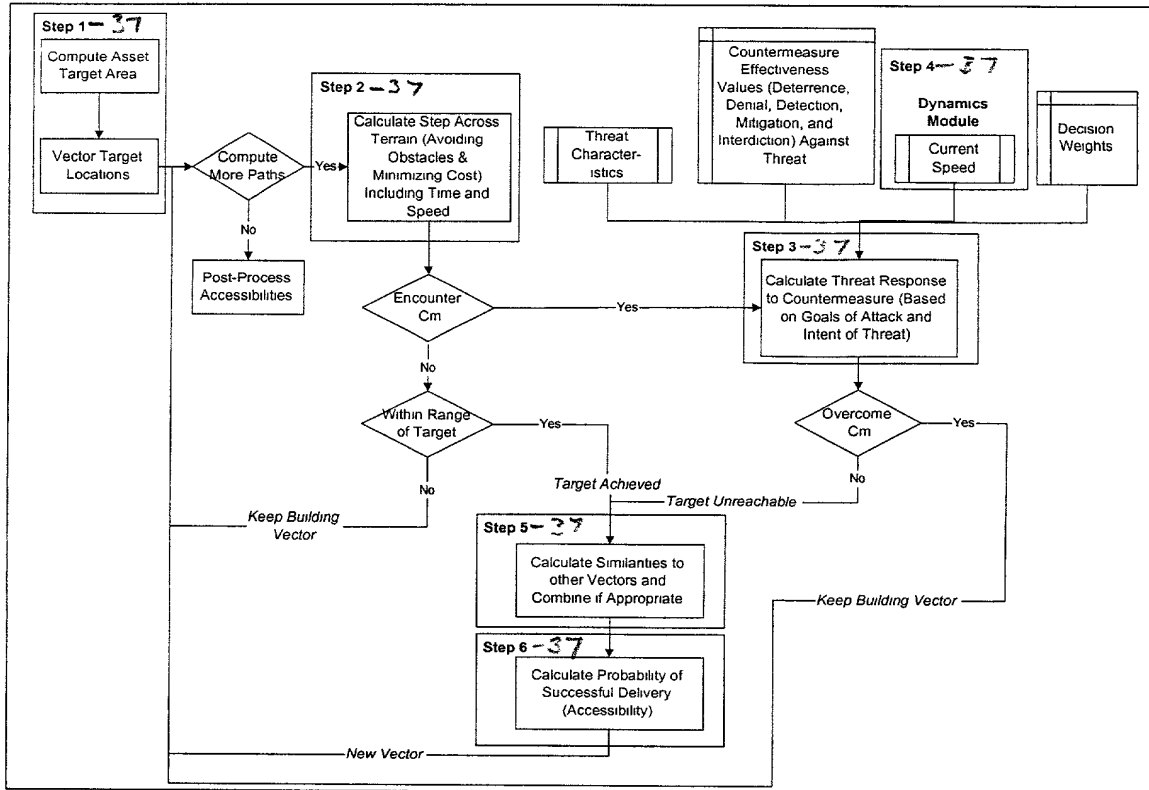 Step 1-37
Compute Asset
Target Area
Vector Target
Locations
Compute
More Paths
Yes
No
Post-Process
Accessibilities
Step 2-37
Calculate Step Across
Terrain (Avoiding
Obstacles &
Minimizing Cost)
Including Time and
Speed
Threat
Character-
istics
Countermeasure
Effectiveness
Values (Deterrence,
Denial, Detection,
Mitigation, and
Interdiction) Against
Threat
Step 4-37
Dynamics
Module
Current
Speed
Decision
Weights
Step 3-37
Calculate Threat Response
to Countermeasure (Based
on Goals of Attack and
Intent of Threat)
Encounter
Cm
Yes
No
Within Range
of Target
Yes
No
Overcome
Cm
Yes
No
Target Achieved
Target Unreachable
Keep Building
Vector
Step 5-37
Calculate Similarities to
other Vectors and
Combine if Appropriate
Keep Building Vector
Step 6-37
Calculate Probability of
Successful Delivery
(Accessibility)
New Vector